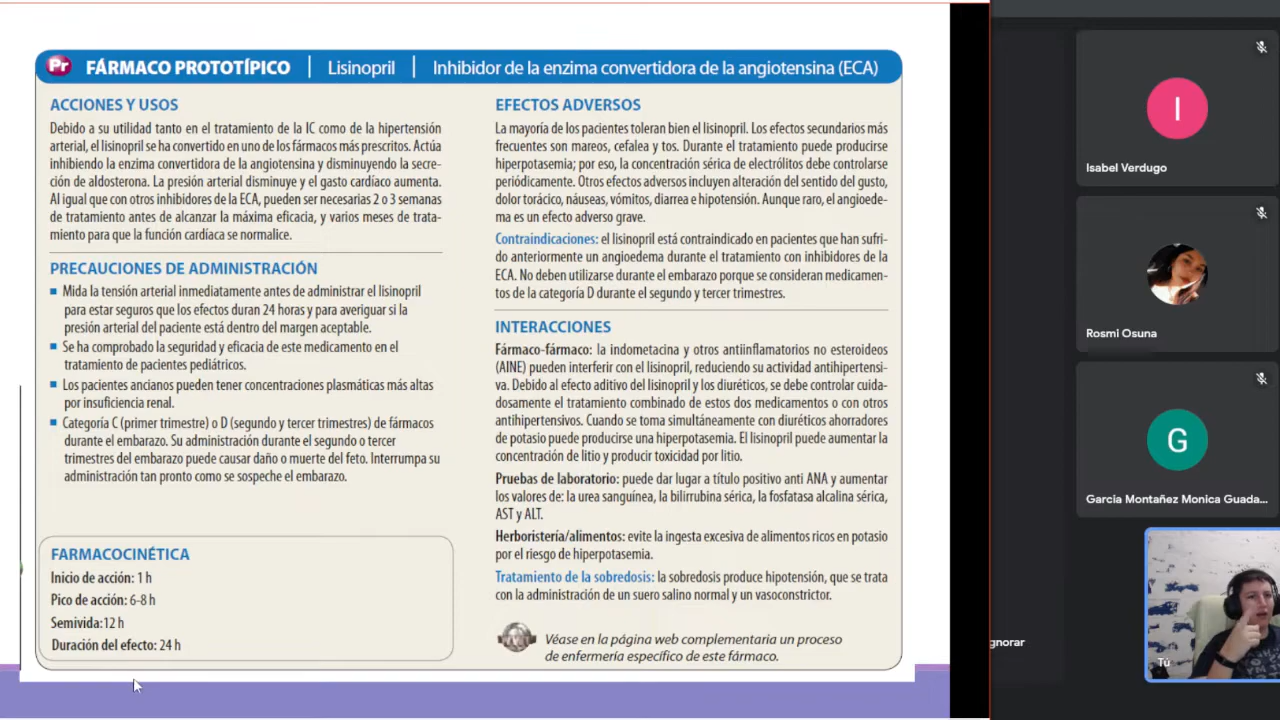 Pr FÁRMACO PROTOTÍPICO | Lisinopril | Inhibidor de la enzima convertidora de la angiotensina (ECA)
ACCIONES Y USOS
Debido a su utilidad tanto en el tratamiento de la IC como de la hipertensión
arterial, el lisinopril se ha convertido en uno de los fármacos más prescritos. Actúa
inhibiendo la enzima convertidora de la angiotensina y disminuyendo la secre-
ción de aldosterona. La presión arterial disminuye y el gasto cardíaco aumenta.
Al igual que con otros inhibidores de la ECA, pueden ser necesarias 2 o 3 semanas
de tratamiento antes de alcanzar la máxima eficacia, y varios meses de trata-
miento para que la función cardíaca se normalice.
PRECAUCIONES DE ADMINISTRACIÓN
■ Mida la tensión arterial inmediatamente antes de administrar el lisinopril
para estar seguros que los efectos duran 24 horas y para averiguar si la
presión arterial del paciente está dentro del margen aceptable.
■ Se ha comprobado la seguridad y eficacia de este medicamento en el
tratamiento de pacientes pediátricos.
■ Los pacientes ancianos pueden tener concentraciones plasmáticas más altas
por insuficiencia renal.
■ Categoría C (primer trimestre) o D (segundo y tercer trimestres) de fármacos
durante el embarazo. Su administración durante el segundo o tercer
trimestres del embarazo puede causar daño o muerte del feto. Interrumpa su
administración tan pronto como se sospeche el embarazo.
FARMACOCINÉTICA
Inicio de acción: 1 h
Pico de acción: 6-8 h
Semivida:12 h
Duración del efecto: 24 h
EFECTOS ADVERSOS
La mayoría de los pacientes toleran bien el lisinopril. Los efectos secundarios más
frecuentes son mareos, cefalea y tos. Durante el tratamiento puede producirse
hiperpotasemia; por eso, la concentración sérica de electrólitos debe controlarse
periódicamente. Otros efectos adversos incluyen alteración del sentido del gusto,
dolor torácico, náuseas, vómitos, diarrea e hipotensión. Aunque raro, el angioede-
ma es un efecto adverso grave.
Contraindicaciones: el lisinopril está contraindicado en pacientes que han sufri-
do anteriormente un angioedema durante el tratamiento con inhibidores de la
ECA. No deben utilizarse durante el embarazo porque se consideran medicamen-
tos de la categoría D durante el segundo y tercer trimestres.
INTERACCIONES
Fármaco-fármaco: la indometacina y otros antiinflamatorios no esteroideos
(AINE) pueden interferir con el lisinopril, reduciendo su actividad antihipertensi-
va. Debido al efecto aditivo del lisinopril y los diuréticos, se debe controlar cuida-
dosamente el tratamiento combinado de estos dos medicamentos o con otros
antihipertensivos. Cuando se toma simultáneamente con diuréticos ahorradores
de potasio puede producirse una hiperpotasemia. El lisinopril puede aumentar la
concentración de litio y producir toxicidad por litio.
Pruebas de laboratorio: puede dar lugar a título positivo anti ANA y aumentar
los valores de: la urea sanguínea, la bilirrubina sérica, la fosfatasa alcalina sérica,
AST y ALT.
Herboristería/alimentos: evite la ingesta excesiva de alimentos ricos en potasio
por el riesgo de hiperpotasemia.
Tratamiento de la sobredosis: la sobredosis produce hipotensión, que se trata
con la administración de un suero salino normal y un vasoconstrictor.
Véase en la página web complementaria un proceso
de enfermería específico de este fármaco.
I
Isabel Verdugo
Rosmi Osuna
G
Garcia Montañez Monica Guada...
gnorar
Tú